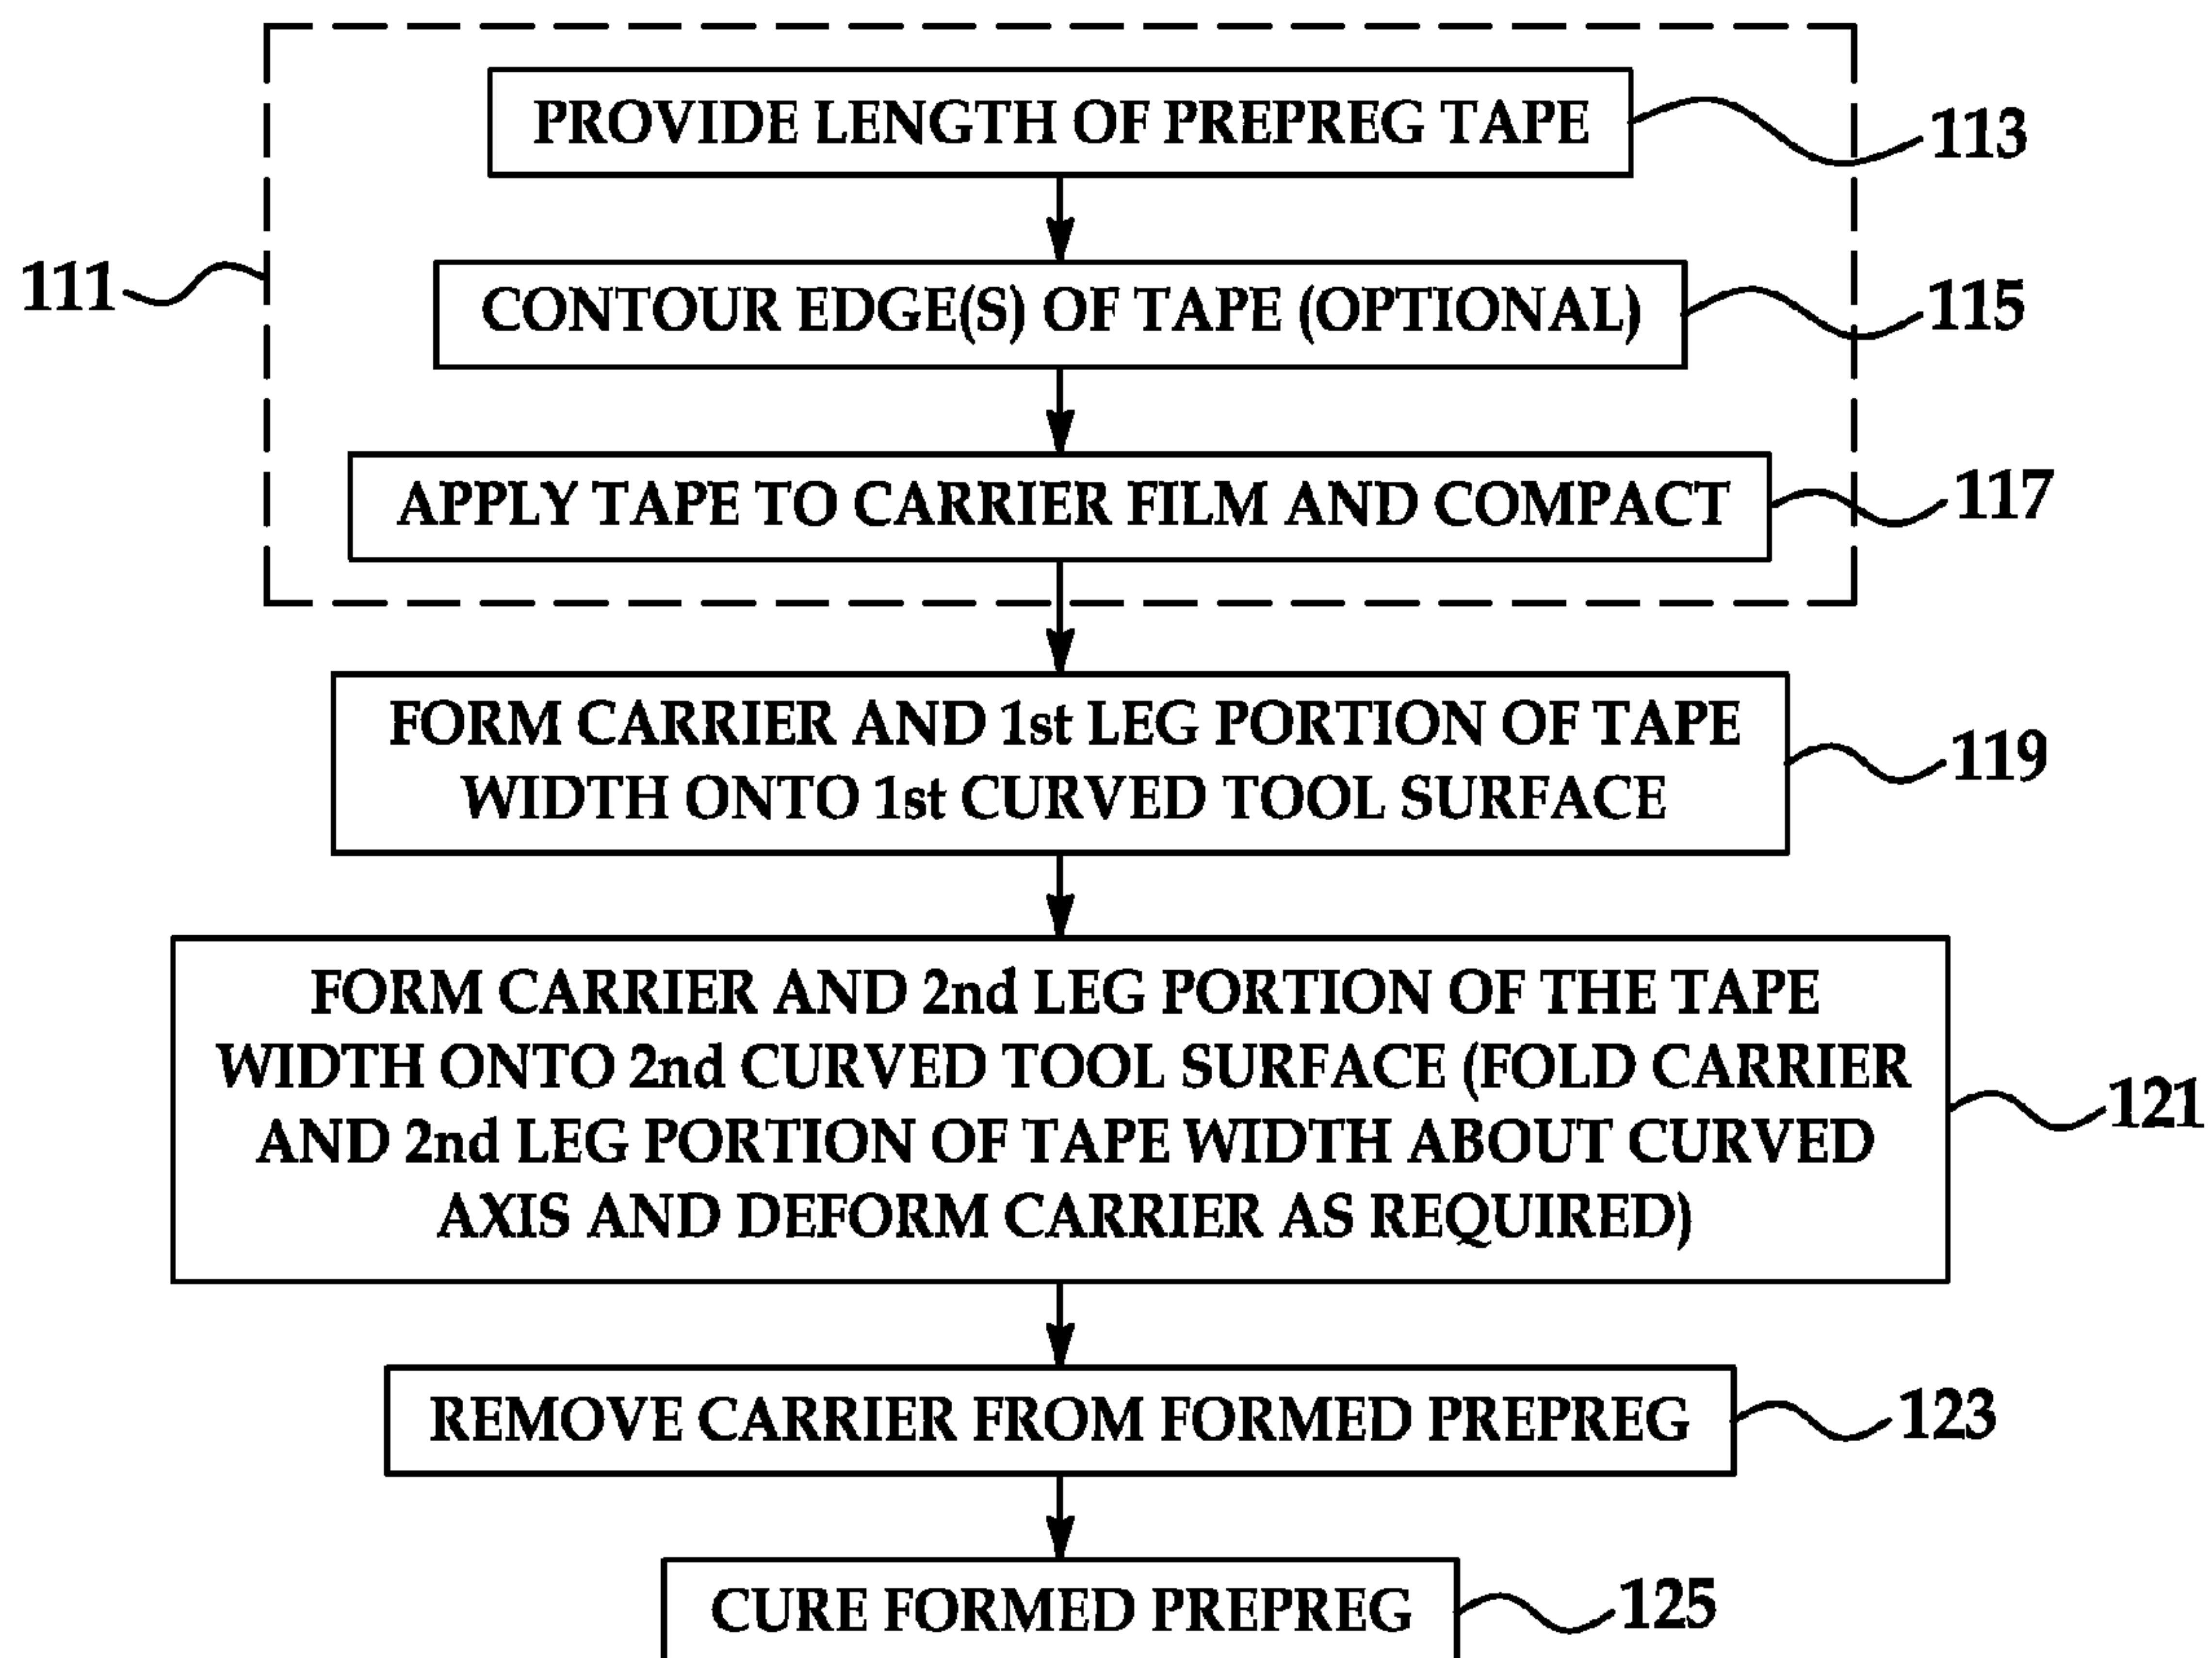 PROVIDE LENGTH OF PREPREG TAPE
113
111
CONTOUR EDGE(S) OF TAPE (OPTIONAL)
115
APPLY TAPE TO CARRIER FILM AND COMPACT
117
FORM CARRIER AND 1st LEG PORTION OF TAPE
WIDTH ONTO 1st CURVED TOOL SURFACE
119
FORM CARRIER AND 2nd LEG PORTION OF THE TAPE
WIDTH ONTO 2nd CURVED TOOL SURFACE (FOLD CARRIER
AND 2nd LEG PORTION OF TAPE WIDTH ABOUT CURVED
AXIS AND DEFORM CARRIER AS REQUIRED)
121
REMOVE CARRIER FROM FORMED PREPREG
123
CURE FORMED PREPREG
125